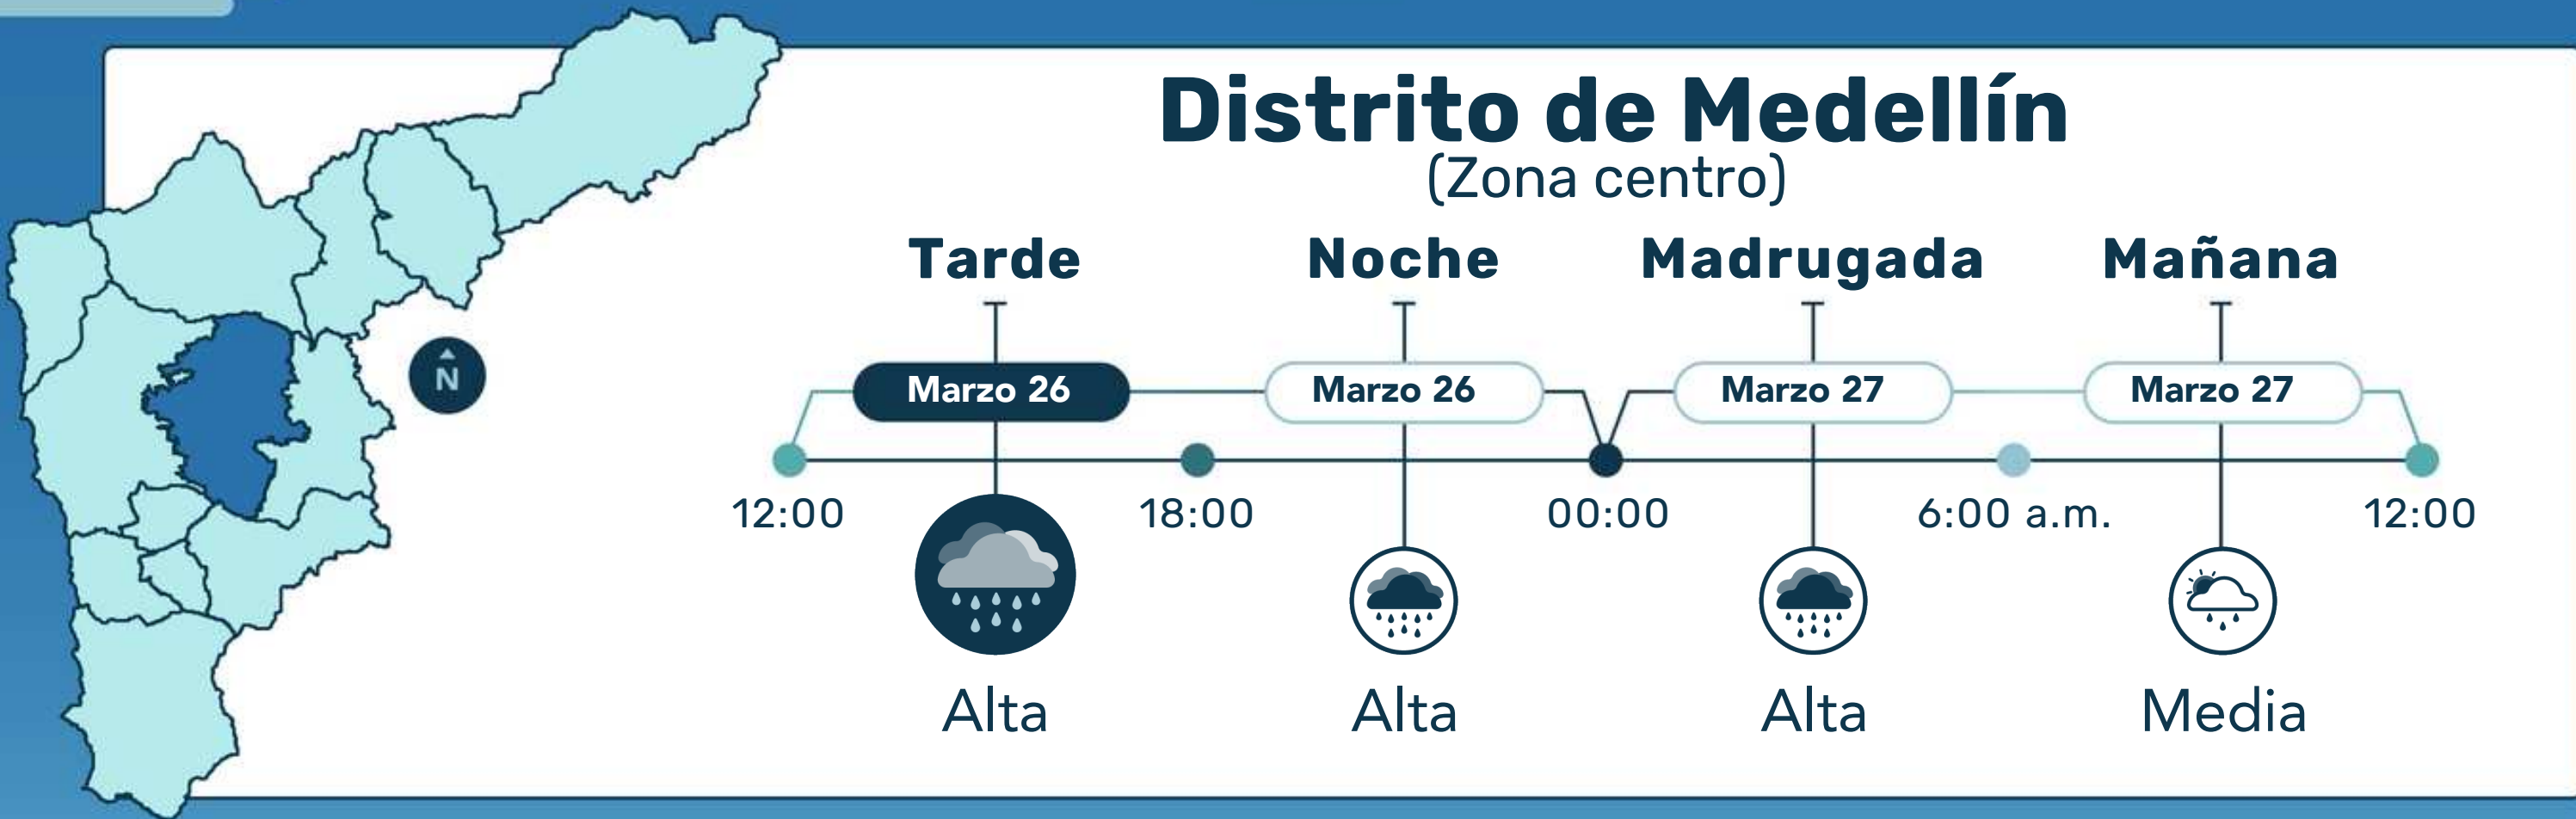 Distrito de Medellín
(Zona centro)
Tarde Noche Madrugada Mañana
N
Marzo 26 Marzo 26 Marzo 27 Marzo 27
12:00 18:00 00:00 6:00 a.m. 12:00
Alta Alta Alta Media